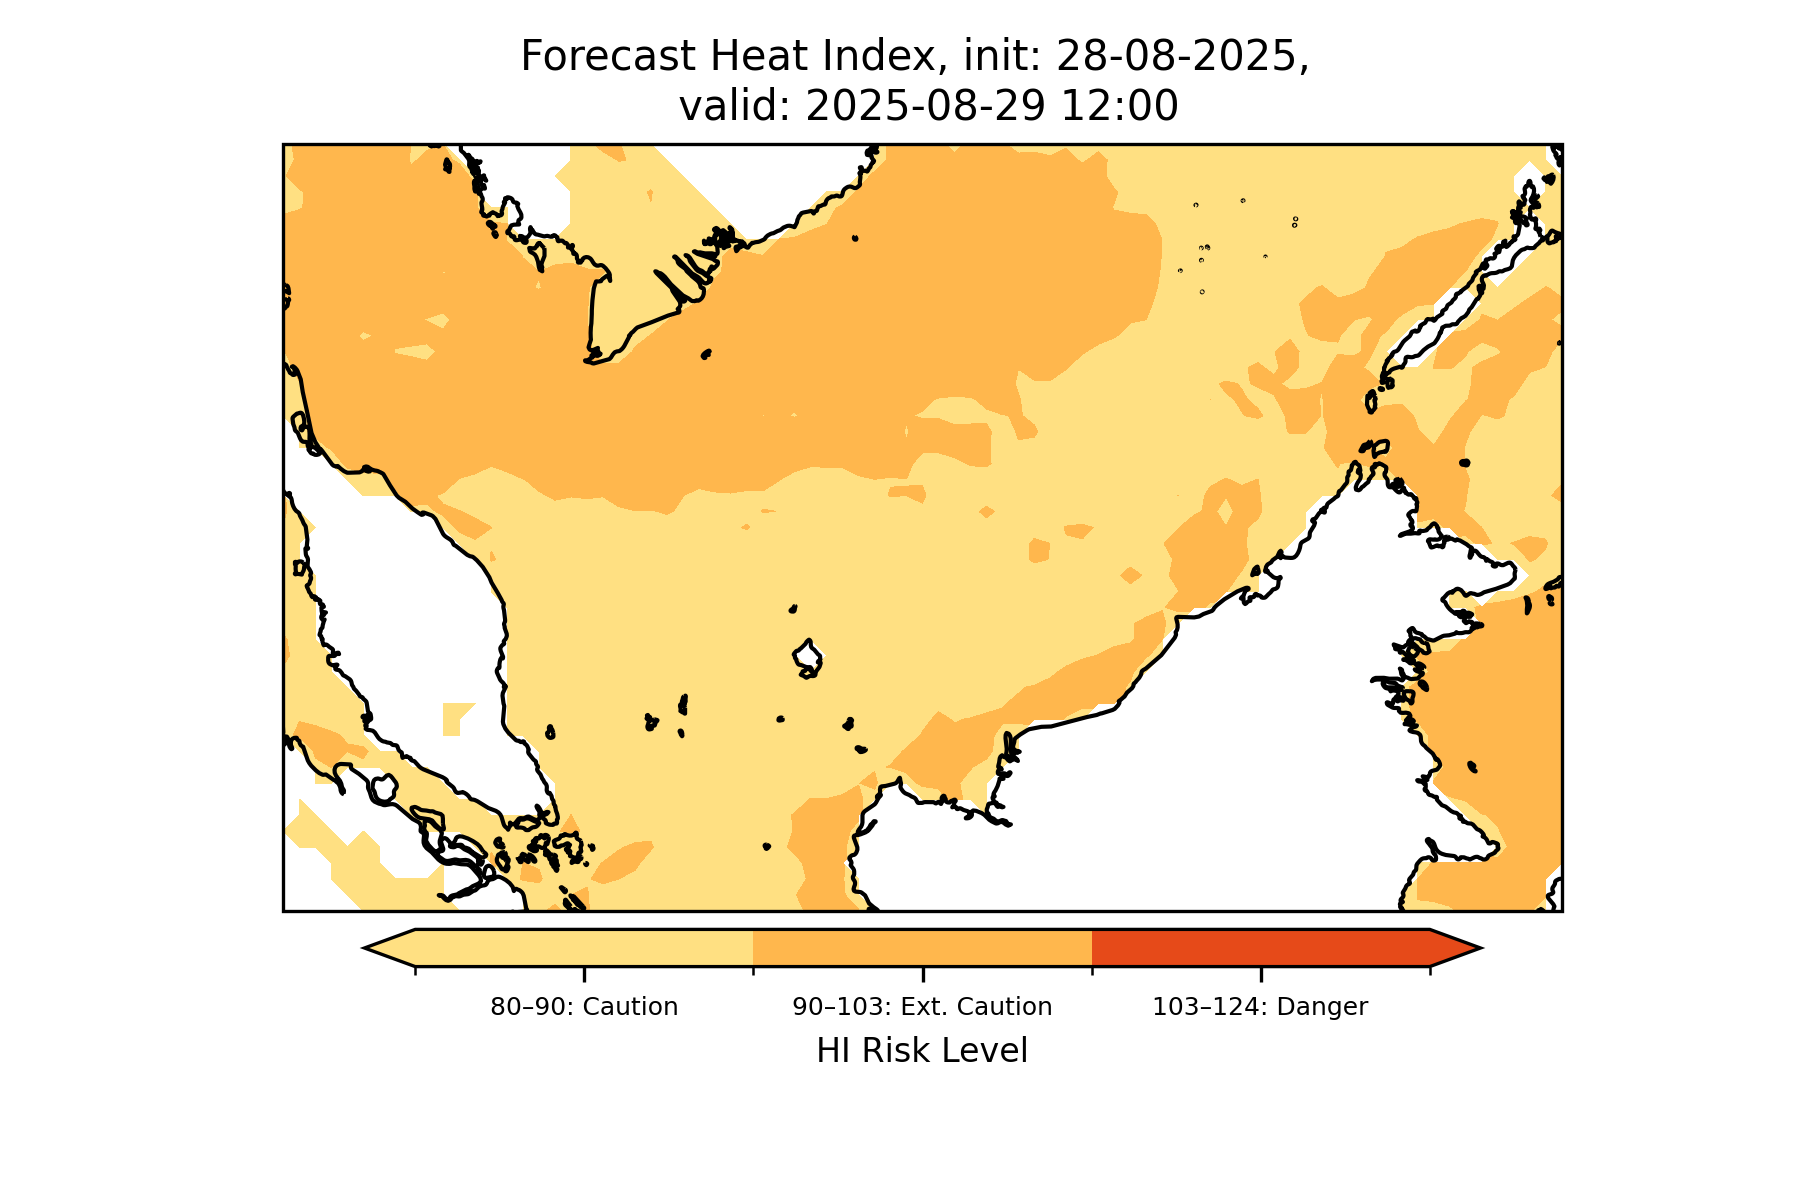 Forecast Heat Index, init: 28-08-2025,
valid: 2025-08-29 12:00
80–90: Caution
90–103: Ext. Caution
103–124: Danger
HI Risk Level